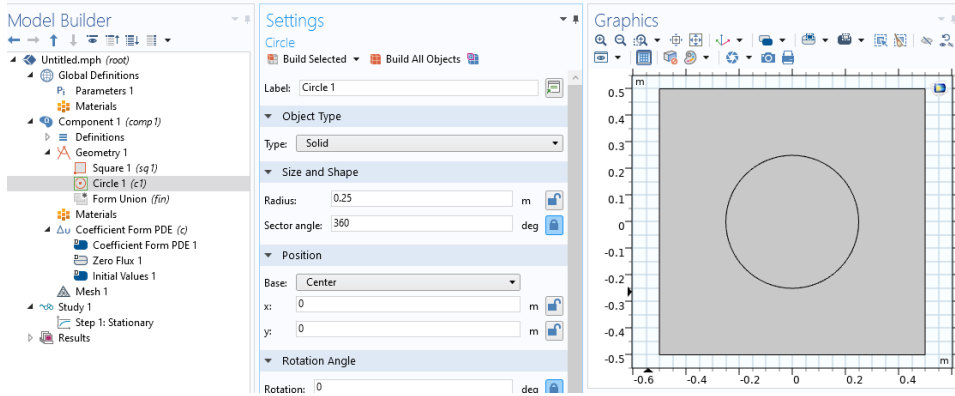 Model Builder
Untitled.mph (root)
Global Definitions
Pi Parameters 1
Materials
Component 1 (comp1)
Definitions
Geometry 1
Square 1 (sq1)
Circle 1 (c1)
Form Union (fin)
Materials
Δu Coefficient Form PDE (c)
Coefficient Form PDE 1
Zero Flux 1
Initial Values 1
Mesh 1
Study 1
Step 1: Stationary
Results
Settings
Circle
Build Selected Build All Objects
Label: Circle 1
Object Type
Type: Solid
Size and Shape
Radius: 0.25 m
Sector angle: 360 deg
Position
Base: Center
x: 0 m
y: 0 m
Rotation Angle
Rotation: 0 deg
Graphics
m
0.5
0.4
0.3
0.2
0.1
0
-0.1
-0.2
-0.3
-0.4
-0.5
m
-0.6 -0.4 -0.2 0 0.2 0.4